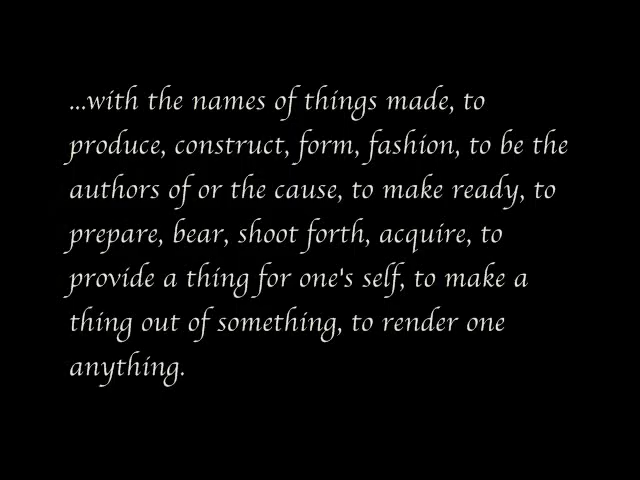 ...with the names of things made, to
produce, construct, form, fashion, to be the
authors of or the cause, to make ready, to
prepare, bear, shoot forth, acquire, to
provide a thing for one's self, to make a
thing out of something, to render one
anything.